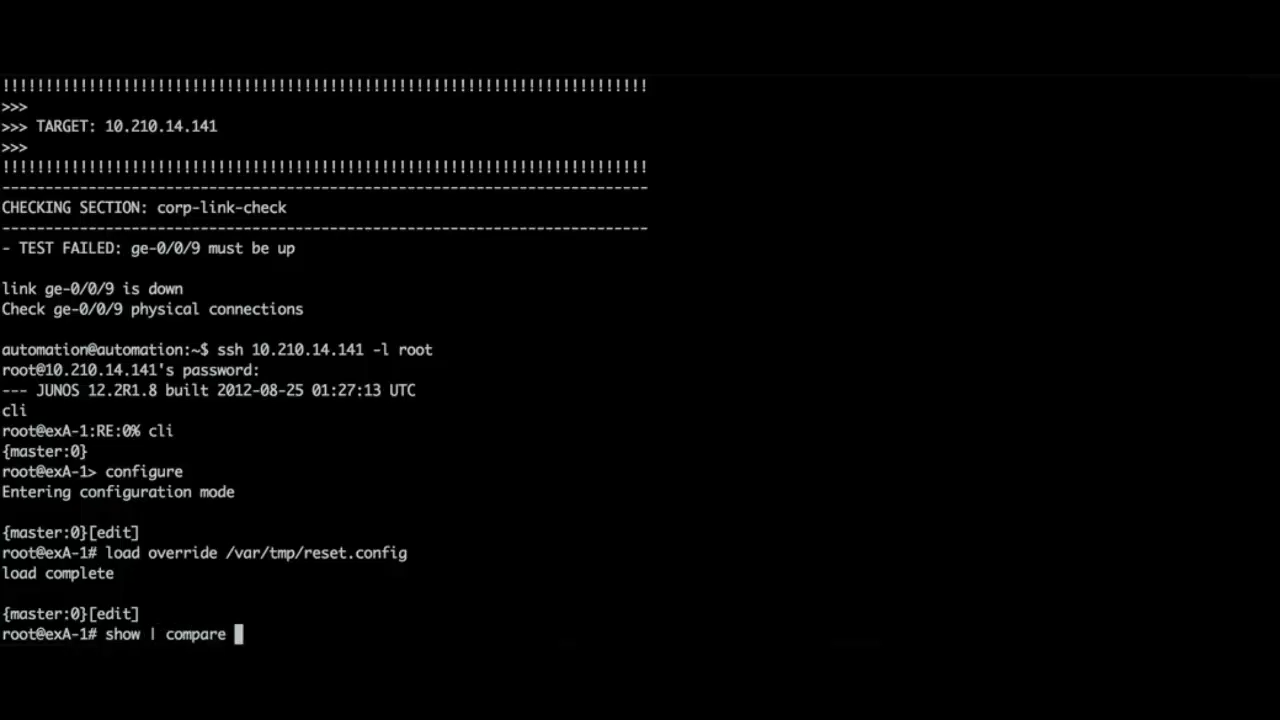 !!!!!!!!!!!!!!!!!!!!!!!!!!!!!!!!!!!!!!!!!!!!!!!!!!!!!!!!!!!!!!!!!!!!!!!!!!!
>>>
>>> TARGET: 10.210.14.141
>>>
!!!!!!!!!!!!!!!!!!!!!!!!!!!!!!!!!!!!!!!!!!!!!!!!!!!!!!!!!!!!!!!!!!!!!!!!!!!
---------------------------------------------------------------------------
CHECKING SECTION: corp-link-check
---------------------------------------------------------------------------
- TEST FAILED: ge-0/0/9 must be up
link ge-0/0/9 is down
Check ge-0/0/9 physical connections
automation@automation:~$ ssh 10.210.14.141 -l root
root@10.210.14.141's password:
--- JUNOS 12.2R1.8 built 2012-08-25 01:27:13 UTC
cli
root@exA-1:RE:0% cli
{master:0}
root@exA-1> configure
Entering configuration mode
{master:0}[edit]
root@exA-1# load override /var/tmp/reset.config
load complete
{master:0}[edit]
root@exA-1# show | compare